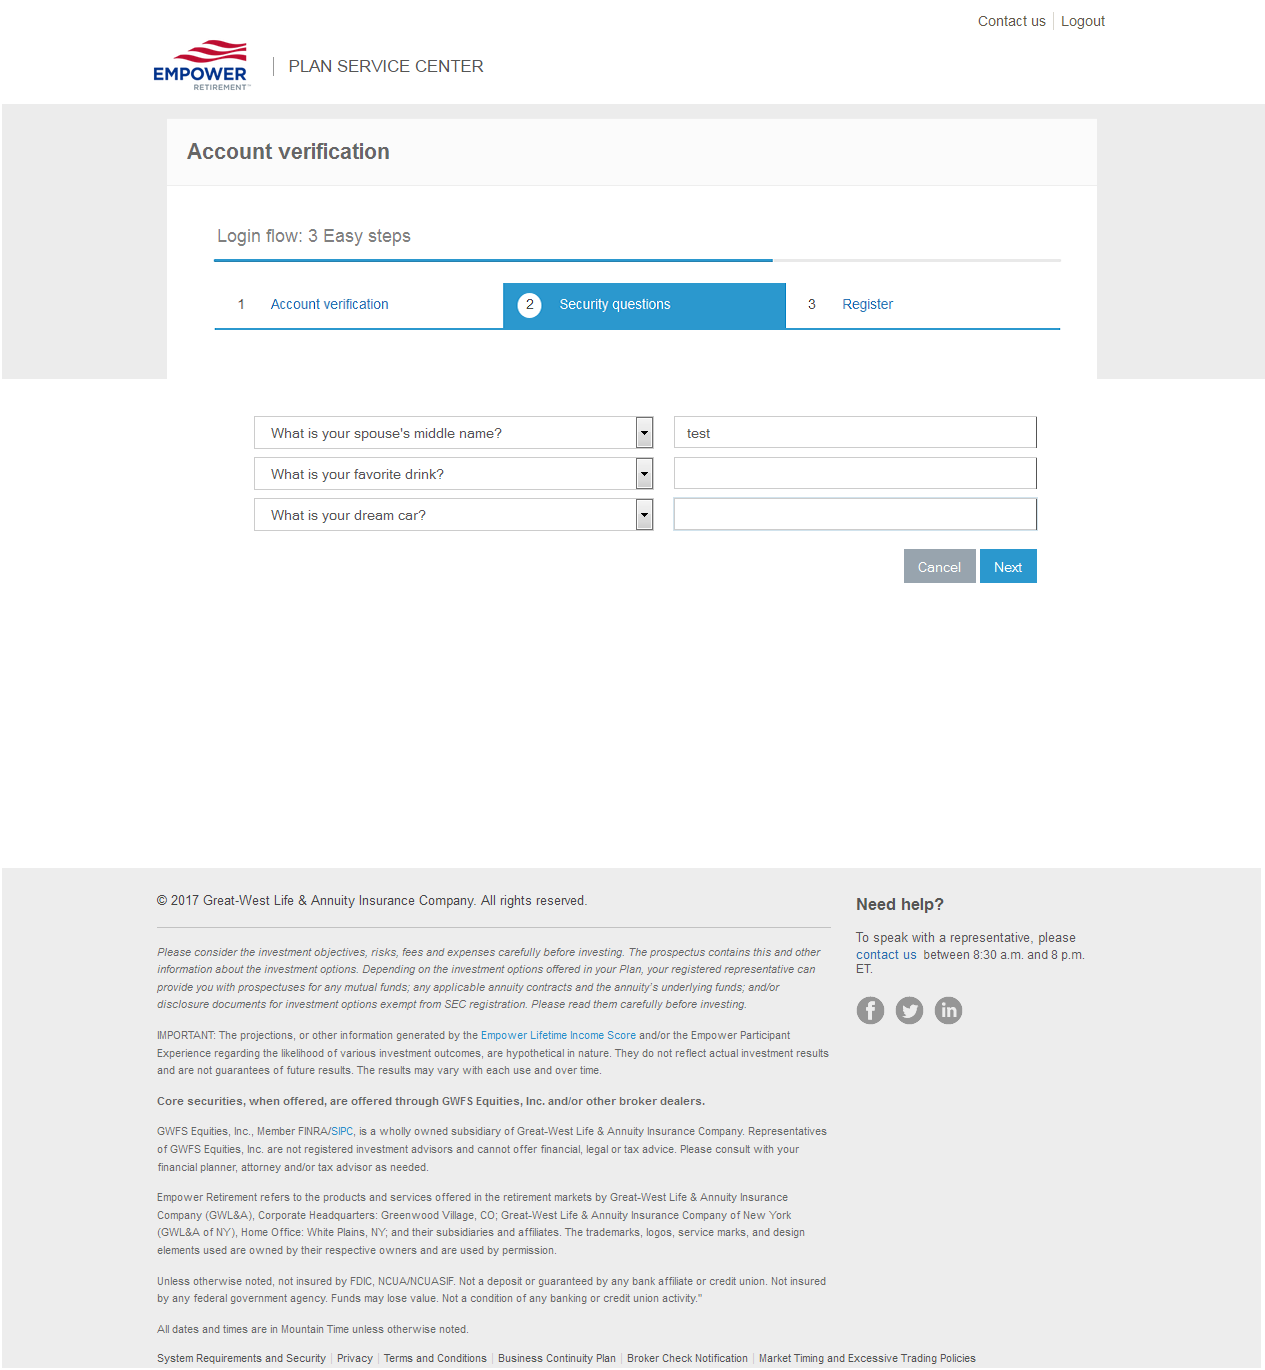 Contact us Logout
EMPOWER
RETIREMENT™
PLAN SERVICE CENTER
Account verification
Login flow: 3 Easy steps
1 Account verification 2 Security questions 3 Register
What is your spouse's middle name? test
What is your favorite drink?
What is your dream car?
Cancel Next
© 2017 Great-West Life & Annuity Insurance Company. All rights reserved.
Please consider the investment objectives, risks, fees and expenses carefully before investing. The prospectus contains this and other
information about the investment options. Depending on the investment options offered in your Plan, your registered representative can
provide you with prospectuses for any mutual funds; any applicable annuity contracts and the annuity's underlying funds; and/or
disclosure documents for investment options exempt from SEC registration. Please read them carefully before investing.
IMPORTANT: The projections, or other information generated by the Empower Lifetime Income Score and/or the Empower Participant
Experience regarding the likelihood of various investment outcomes, are hypothetical in nature. They do not reflect actual investment results
and are not guarantees of future results. The results may vary with each use and over time.
Core securities, when offered, are offered through GWFS Equities, Inc. and/or other broker dealers.
GWFS Equities, Inc., Member FINRA/SIPC, is a wholly owned subsidiary of Great-West Life & Annuity Insurance Company. Representatives
of GWFS Equities, Inc. are not registered investment advisors and cannot offer financial, legal or tax advice. Please consult with your
financial planner, attorney and/or tax advisor as needed.
Empower Retirement refers to the products and services offered in the retirement markets by Great-West Life & Annuity Insurance
Company (GWL&A), Corporate Headquarters: Greenwood Village, CO; Great-West Life & Annuity Insurance Company of New York
(GWL&A of NY), Home Office: White Plains, NY; and their subsidiaries and affiliates. The trademarks, logos, service marks, and design
elements used are owned by their respective owners and are used by permission.
Unless otherwise noted, not insured by FDIC, NCUA/NCUASIF. Not a deposit or guaranteed by any bank affiliate or credit union. Not insured
by any federal government agency. Funds may lose value. Not a condition of any banking or credit union activity."
All dates and times are in Mountain Time unless otherwise noted.
System Requirements and Security Privacy Terms and Conditions Business Continuity Plan Broker Check Notification Market Timing and Excessive Trading Policies
Need help?
To speak with a representative, please
contact us between 8:30 a.m. and 8 p.m.
ET.